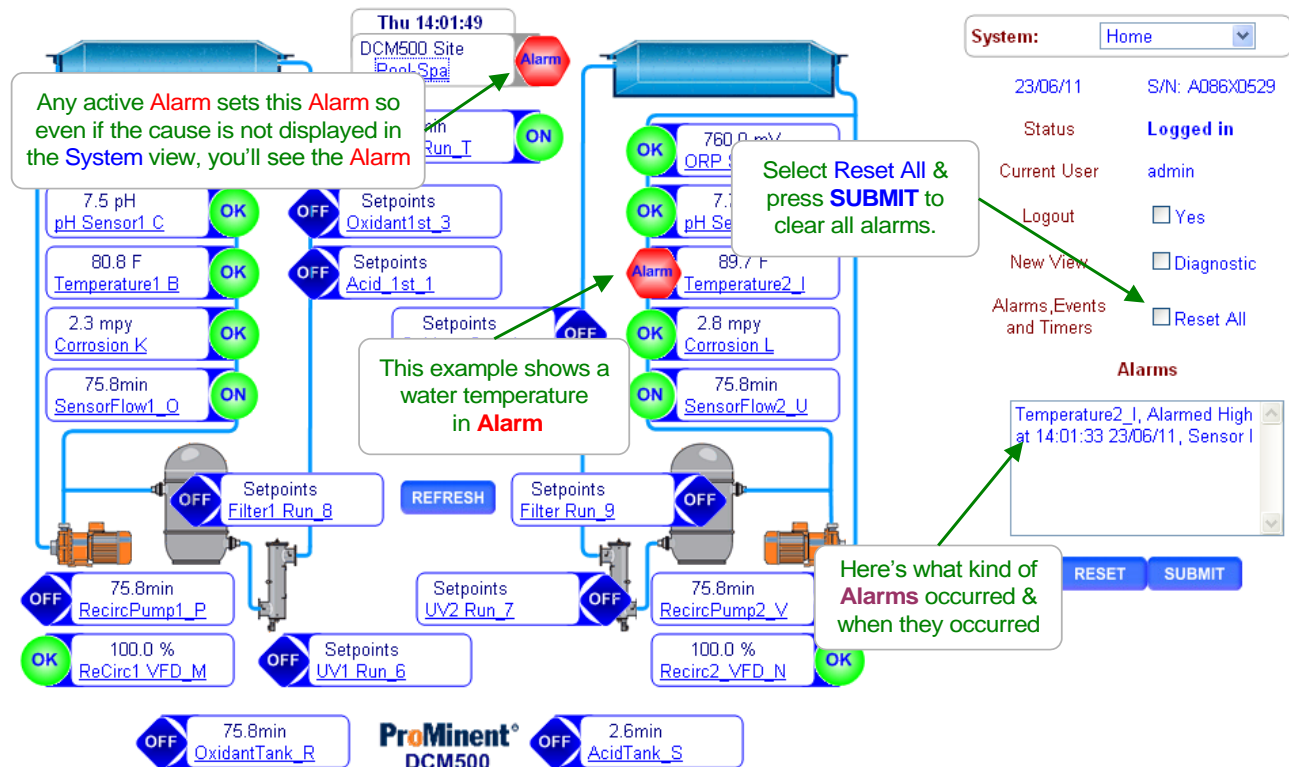 Thu 14:01:49
DCM500 Site
Pool-Spa
Alarm
Any active Alarm sets this Alarm so
even if the cause is not displayed in
the System view, you'll see the Alarm
ON
7.5 pH
pH Sensor1 C
OK
80.8 F
Temperature1 B
OK
2.3 mpy
Corrosion K
OK
75.8min
SensorFlow1_O
ON
OFF
Setpoints
Oxidant1st_3
OFF
Setpoints
Acid_1st_1
Setpoints
OFF
OK
760.0 mV
ORP
OK
Alarm
89.7 F
Temperature2_I
OK
2.8 mpy
Corrosion L
ON
75.8min
SensorFlow2_U
This example shows a
water temperature
in Alarm
Select Reset All &
press SUBMIT to
clear all alarms.
OFF
Setpoints
Filter1 Run_8
REFRESH
Setpoints
Filter Run_9
OFF
OFF
75.8min
RecircPump1_P
OK
100.0 %
ReCirc1 VFD_M
OFF
Setpoints
UV1 Run_6
Setpoints
UV2 Run_7
OFF
75.8min
RecircPump2_V
100.0 %
Recirc2_VFD_N
OK
OFF
75.8min
OxidantTank_R
ProMinent®
DCM500
OFF
2.6min
AcidTank_S
System: Home
23/06/11 S/N: A086X0529
Status Logged in
Current User admin
Logout Yes
New View Diagnostic
Alarms,Events
and Timers Reset All
Alarms
Temperature2_I, Alarmed High
at 14:01:33 23/06/11, Sensor I
Here's what kind of
Alarms occurred &
when they occurred
RESET SUBMIT